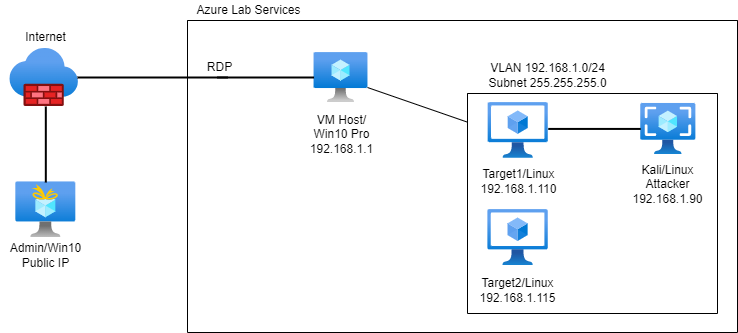 Azure Lab Services
Internet
RDP
VLAN 192.168.1.0/24
Subnet 255.255.255.0
VM Host/
Win10 Pro
192.168.1.1
Target1/Linux
192.168.1.110
Kali/Linux
Attacker
192.168.1.90
Admin/Win10
Public IP
Target2/Linux
192.168.1.115